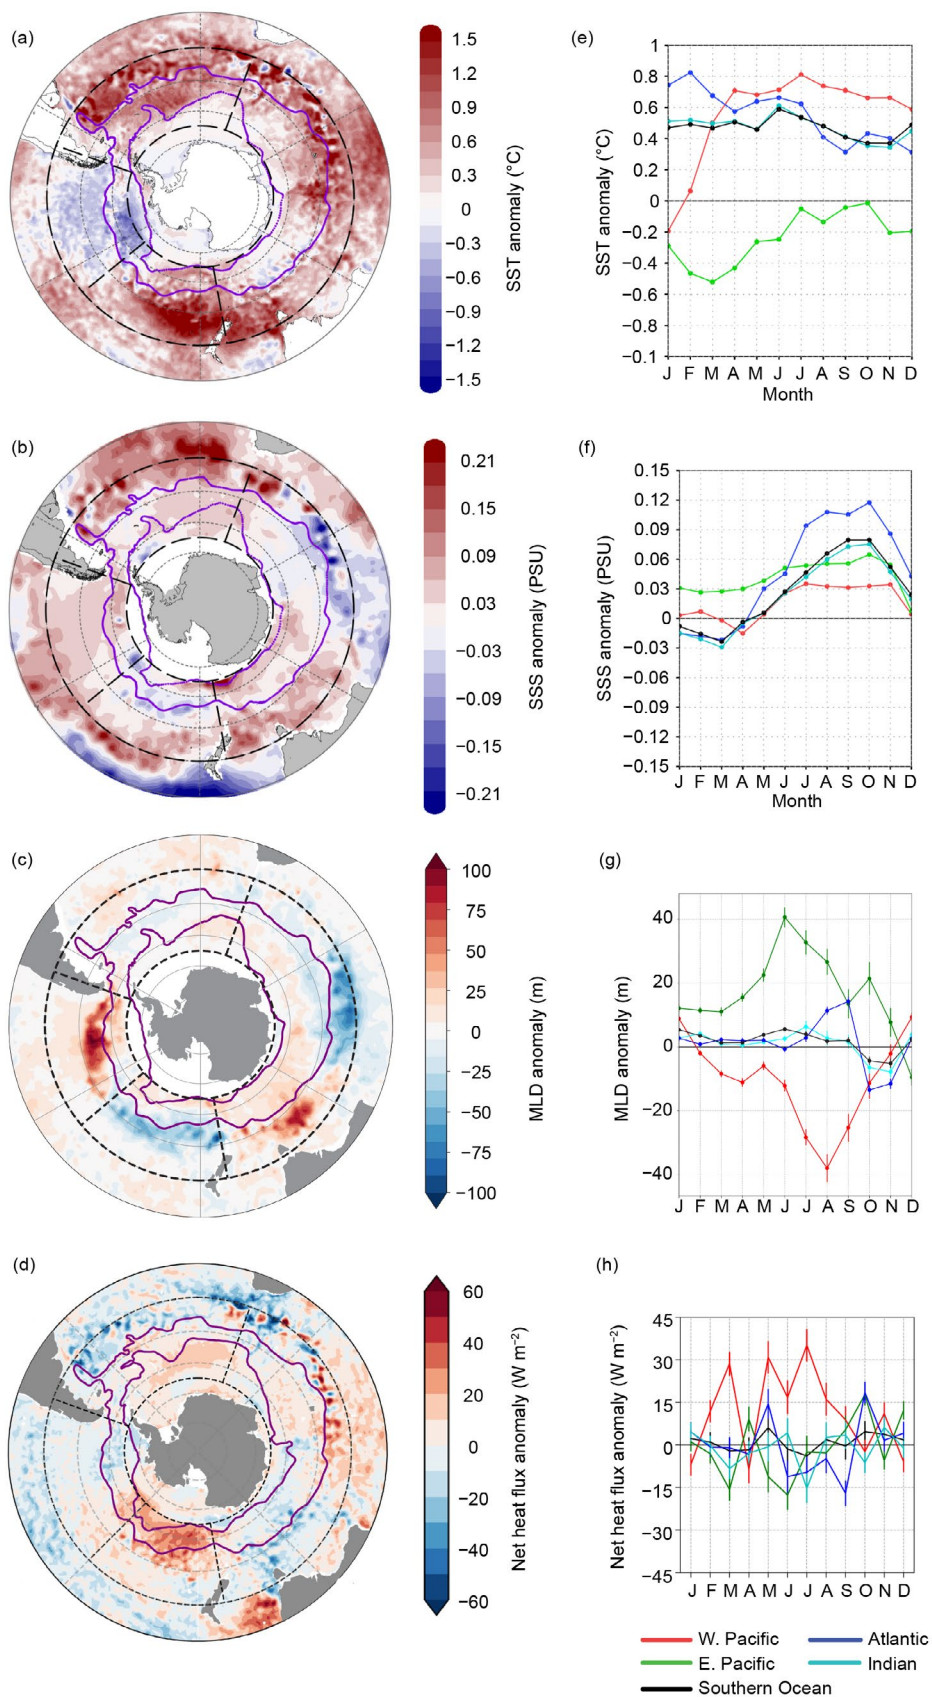 (a)
1.5
1.2
0.9
0.6
0.3
0
−0.3
−0.6
−0.9
−1.2
−1.5
SST anomaly (°C)
(e)
1
0.8
0.6
0.4
0.2
0
−0.2
−0.4
−0.6
−0.8
−0.1
SST anomaly (°C)
J F M A M J J A S O N D
Month
(b)
0.21
0.15
0.09
0.03
−0.03
−0.09
−0.15
−0.21
SSS anomaly (PSU)
(f)
0.15
0.12
0.09
0.06
0.03
0
−0.03
−0.06
−0.09
−0.12
−0.15
SSS anomaly (PSU)
J F M A M J J A S O N D
Month
(c)
100
75
50
25
0
−25
−50
−75
−100
MLD anomaly (m)
(g)
40
20
0
−20
−40
MLD anomaly (m)
J F M A M J J A S O N D
(d)
60
40
20
0
−20
−40
−60
Net heat flux anomaly (W m⁻²)
(h)
45
30
15
0
−15
−30
−45
Net heat flux anomaly (W m⁻²)
J F M A M J J A S O N D
W. Pacific
Atlantic
E. Pacific
Indian
Southern Ocean